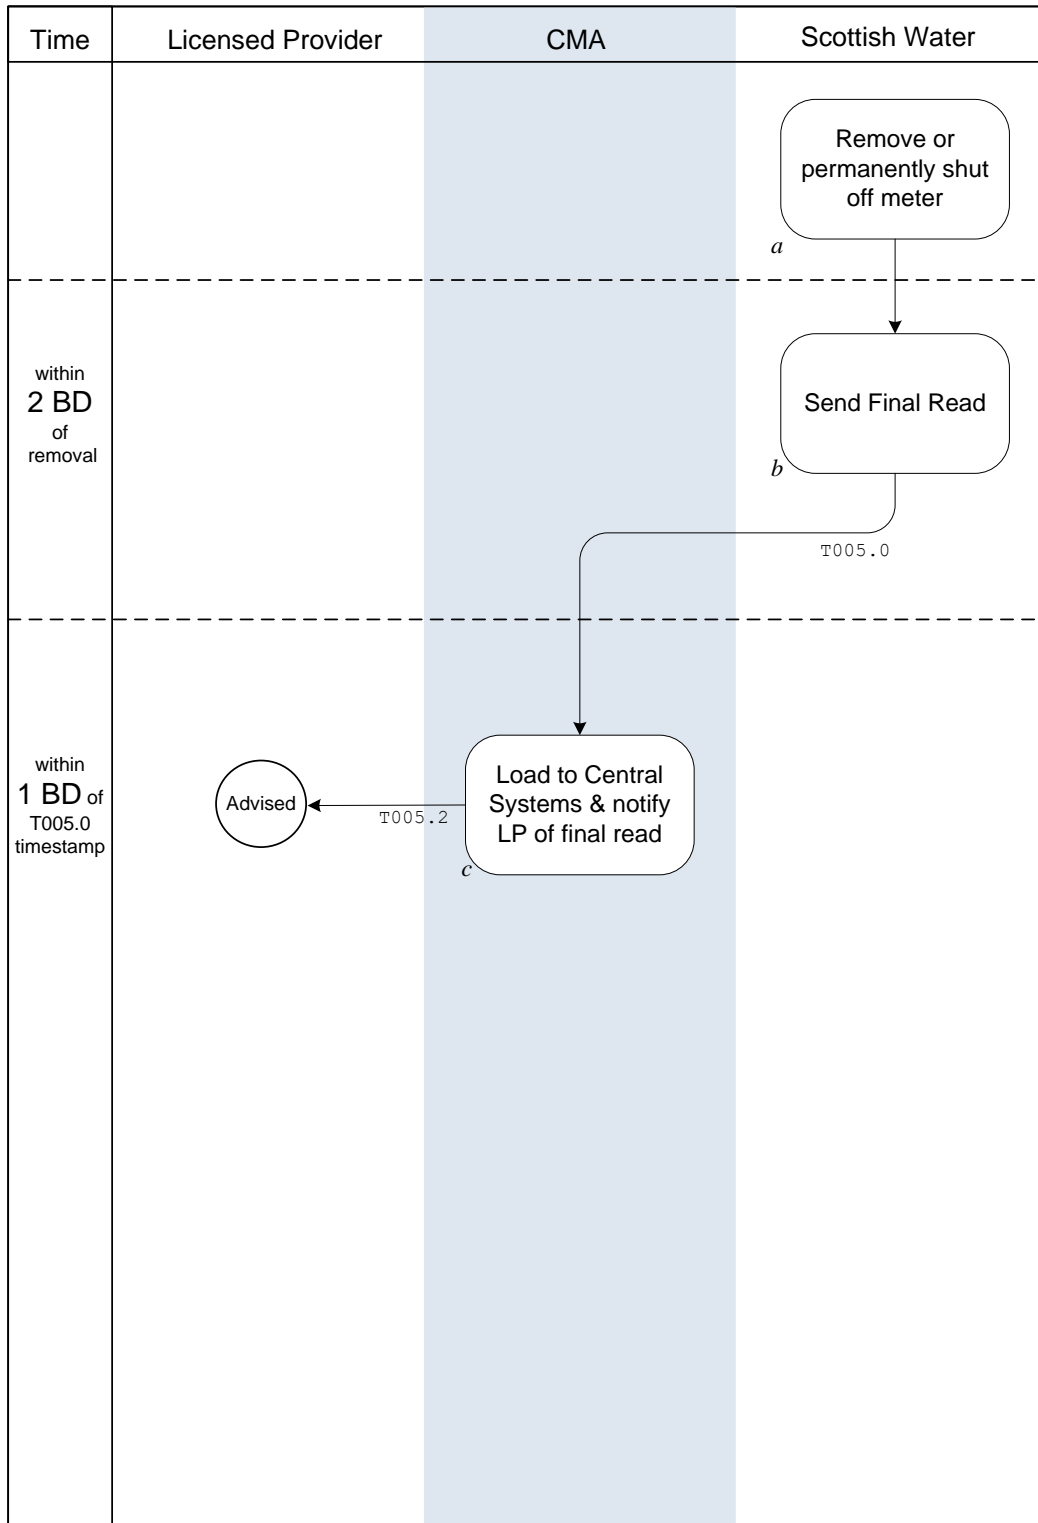 Time
Licensed Provider
CMA
Scottish Water
Remove or
permanently shut
off meter
a
within
2 BD
of
removal
Send Final Read
b
T005.0
within
1 BD of
T005.0
timestamp
Advised
T005.2
Load to Central
Systems & notify
LP of final read
c